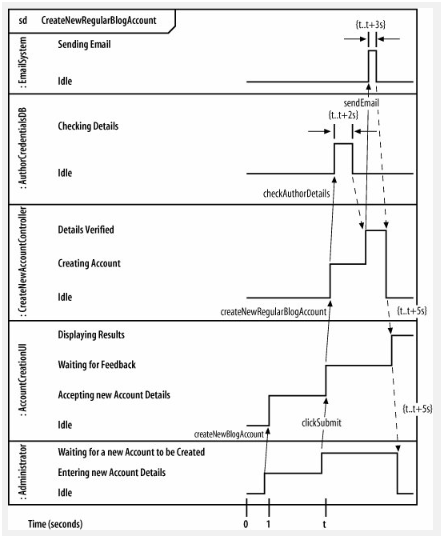 sd CreateNewRegularBlogAccount
: EmailSystem
Sending Email
Idle
{t..t+3s}
: AuthorCredentialsDB
Checking Details
Idle
sendEmail
{t..t+2s}
checkAuthorDetails
: CreateNewAccountController
Details Verified
Creating Account
Idle
createNewRegularBlogAccount
{t..t+5s}
: AccountCreationUI
Displaying Results
Waiting for Feedback
Accepting new Account Details
Idle
createNewBlogAccount
clickSubmit
{t..t+5s}
: Administrator
Waiting for a new Account to be Created
Entering new Account Details
Idle
Time (seconds)
0 1 t